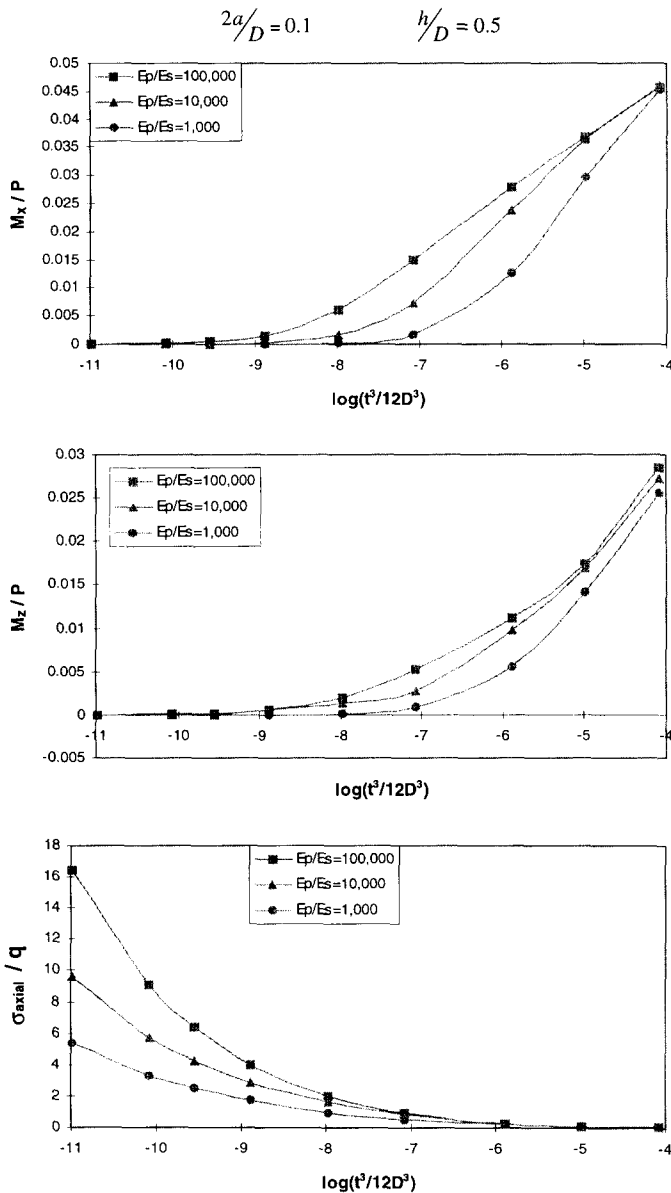 2a/D = 0.1 h/D = 0.5
Ep/Es=100,000
Ep/Es=10,000
Ep/Es=1,000
0.05
0.045
0.04
0.035
0.03
0.025
0.02
0.015
0.01
0.005
0
Mx / P
-11 -10 -9 -8 -7 -6 -5 -4
log(t³/12D³)
Ep/Es=100,000
Ep/Es=10,000
Ep/Es=1,000
0.03
0.025
0.02
0.015
0.01
0.005
0
-0.005
Mz / P
-11 -10 -9 -8 -7 -6 -5 -4
log(t³/12D³)
Ep/Es=100,000
Ep/Es=10,000
Ep/Es=1,000
18
16
14
12
10
8
6
4
2
0
σaxial / q
-11 -10 -9 -8 -7 -6 -5 -4
log(t³/12D³)